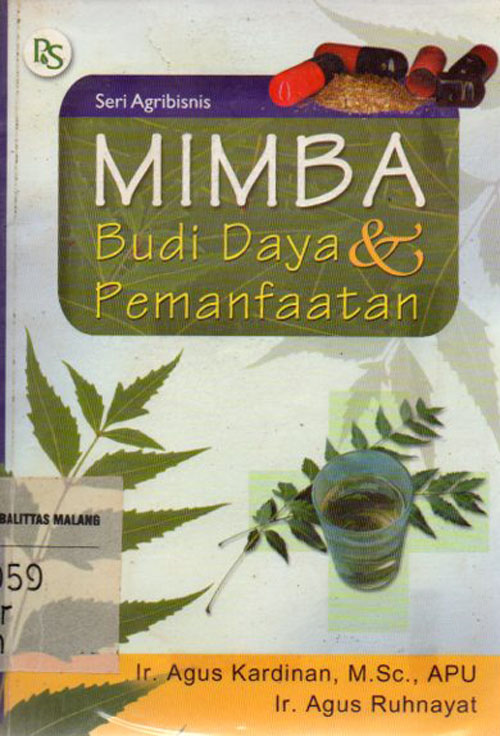 PS
Seri Agribisnis
MIMBA
Budi Daya &
Pemanfaatan
BALITTAS MALANG
059
r
Ir. Agus Kardinan, M.Sc., APU
Ir. Agus Ruhnayat